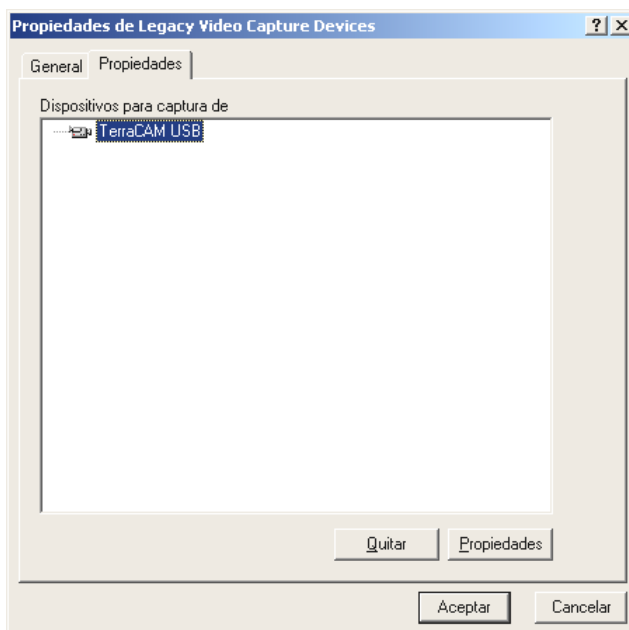 Propiedades de Legacy Video Capture Devices
General Propiedades
Dispositivos para captura de
TerraCAM USB
Quitar Propiedades
Aceptar Cancelar